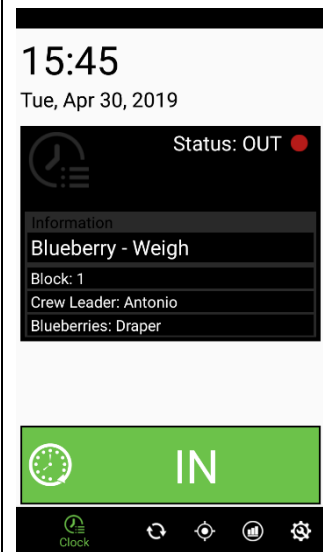 15:45
Tue, Apr 30, 2019
Status: OUT
Information
Blueberry - Weigh
Block: 1
Crew Leader: Antonio
Blueberries: Draper
IN
Clock